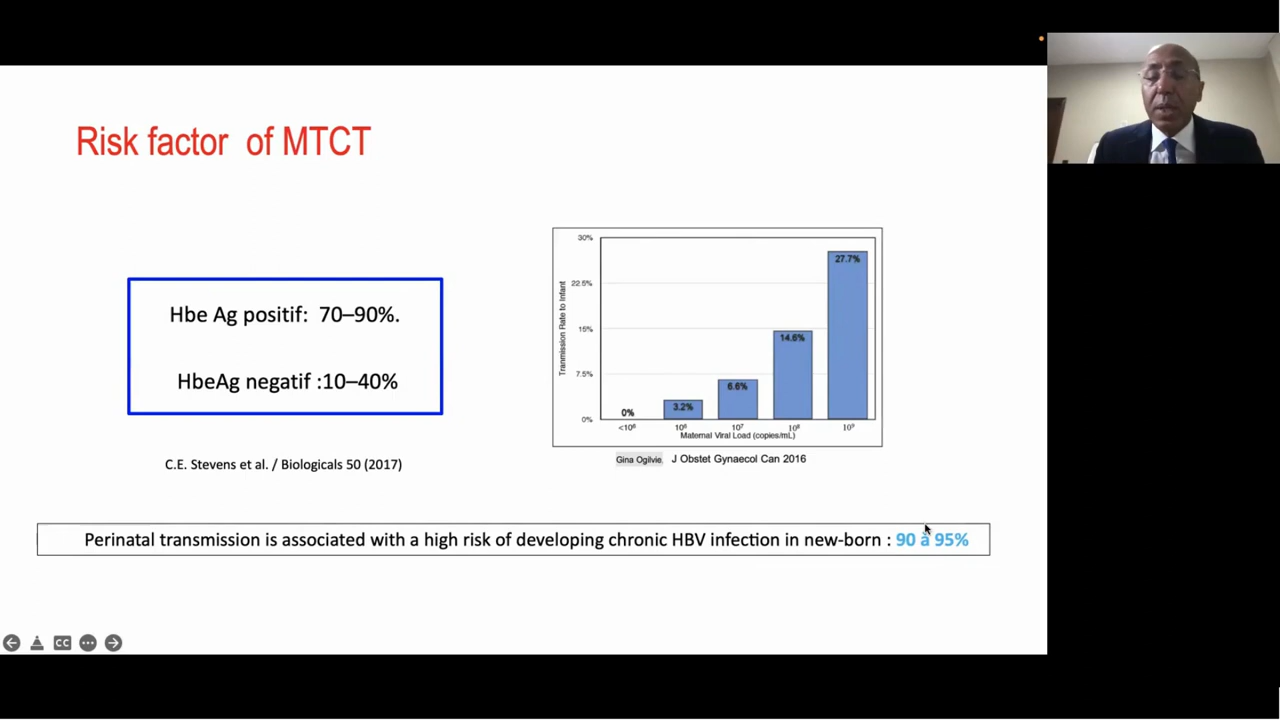 Risk factor of MTCT
Hbe Ag positif: 70–90%.
HbeAg negatif :10–40%
C.E. Stevens et al. / Biologicals 50 (2017)
30%
22.5%
15%
7.5%
0%
Tranmission Rate to Infant
0%
3.2%
6.6%
14.6%
27.7%
<10⁶
10⁶
10⁷
10⁸
10⁹
Maternal Viral Load (copies/mL)
Gina Ogilvie. J Obstet Gynaecol Can 2016
Perinatal transmission is associated with a high risk of developing chronic HBV infection in new-born : 90 à 95%
CC